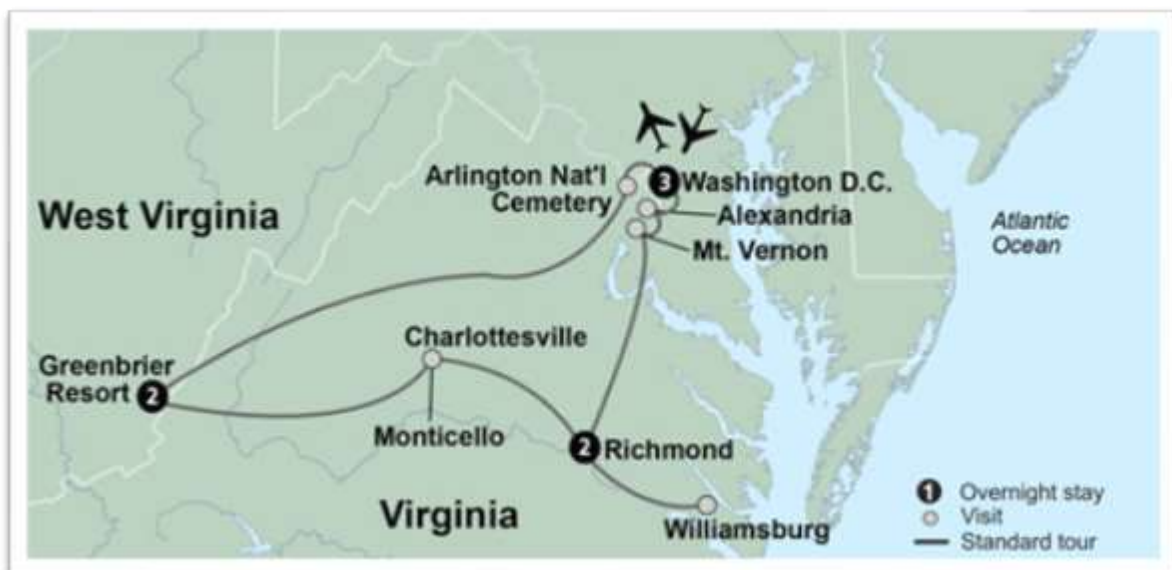 Arlington Nat'l
Cemetery
3
Washington D.C.
Alexandria
Mt. Vernon
West Virginia
Atlantic
Ocean
Charlottesville
Greenbrier
Resort
2
Monticello
2
Richmond
Virginia
Williamsburg
1 Overnight stay
Visit
Standard tour